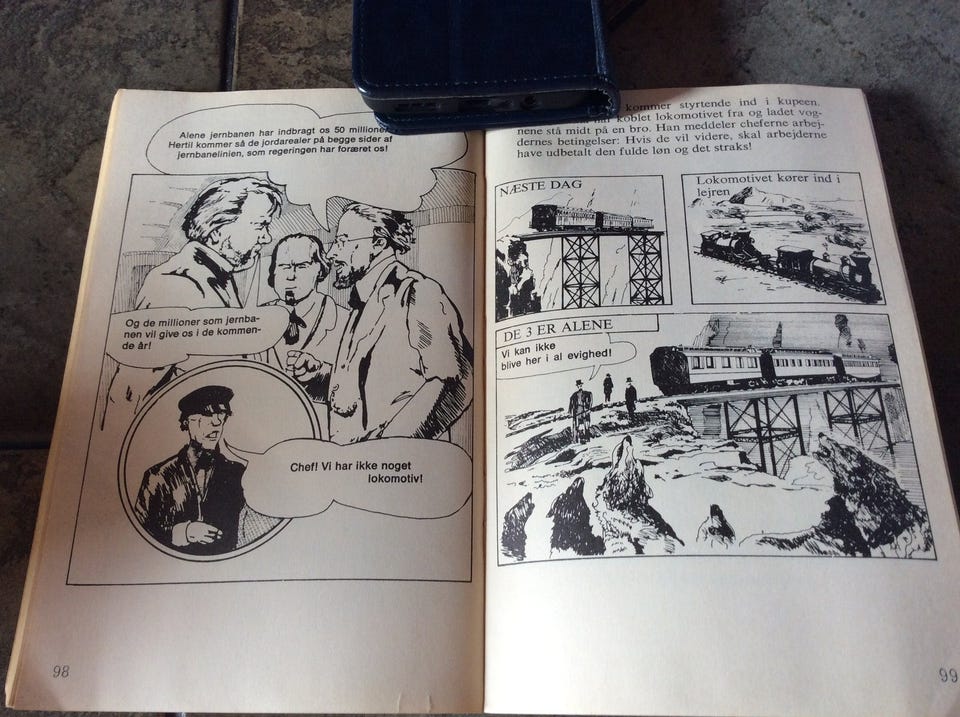 Alene jernbanen har indbragt os 50 millioner
Hertil kommer så de jordarealer på begge sider af
jernbanelinien, som regeringen har foræret os!
Og de millioner som jernba-
nen vil give os i de kommen-
de år!
Chef! Vi har ikke noget
lokomotiv!
98
kommer styrtende ind i kupeen.
har koblet lokomotivet fra og ladet vog-
nene stå midt på en bro. Han meddeler cheferne arbej-
dernes betingelser: Hvis de vil videre, skal arbejderne
have udbetalt den fulde løn og det straks!
NÆSTE DAG
Lokomotivet kører ind i
lejren
DE 3 ER ALENE
Vi kan ikke
blive her i al evighed!
99